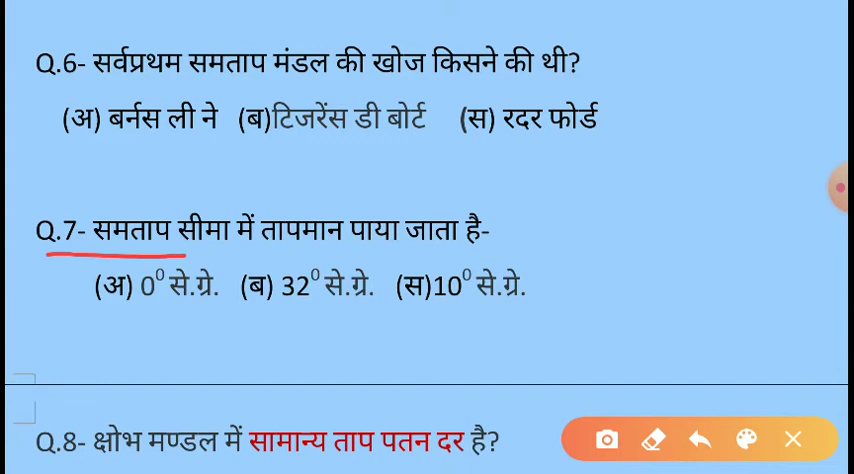 Q.6- सर्वप्रथम समताप मंडल की खोज किसने की थी?
(अ) बर्नस ली ने (ब)टिजरेंस डी बोर्ट (स) रदर फोर्ड
Q.7- समताप सीमा में तापमान पाया जाता है-
(अ) 0⁰ से.ग्रे. (ब) 32⁰ से.ग्रे. (स)10⁰ से.ग्रे.
Q.8- क्षोभ मण्डल में सामान्य ताप पतन दर है?